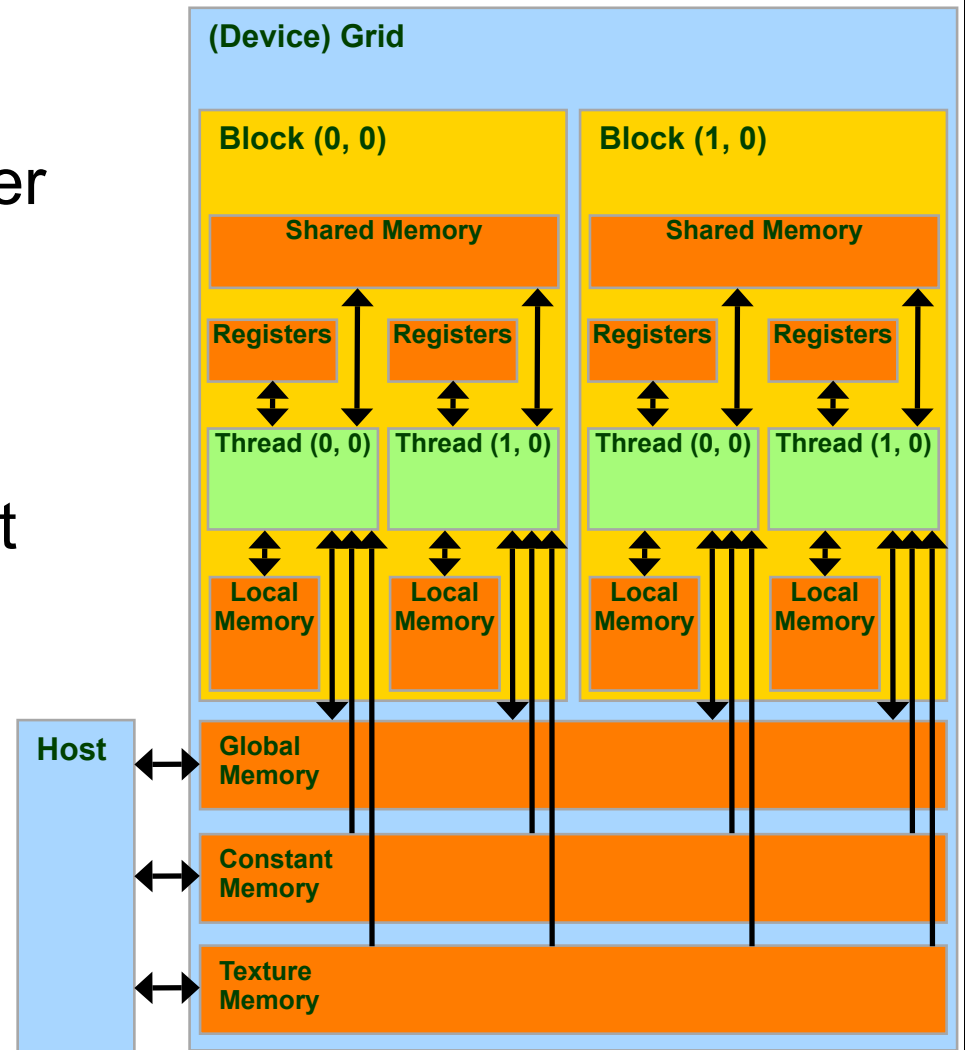 (Device) Grid
er
t
Block (0, 0)
Shared Memory
Registers
Registers
Thread (0, 0)
Thread (1, 0)
Local
Memory
Local
Memory
Block (1, 0)
Shared Memory
Registers
Registers
Thread (0, 0)
Thread (1, 0)
Local
Memory
Local
Memory
Host
Global
Memory
Constant
Memory
Texture
Memory